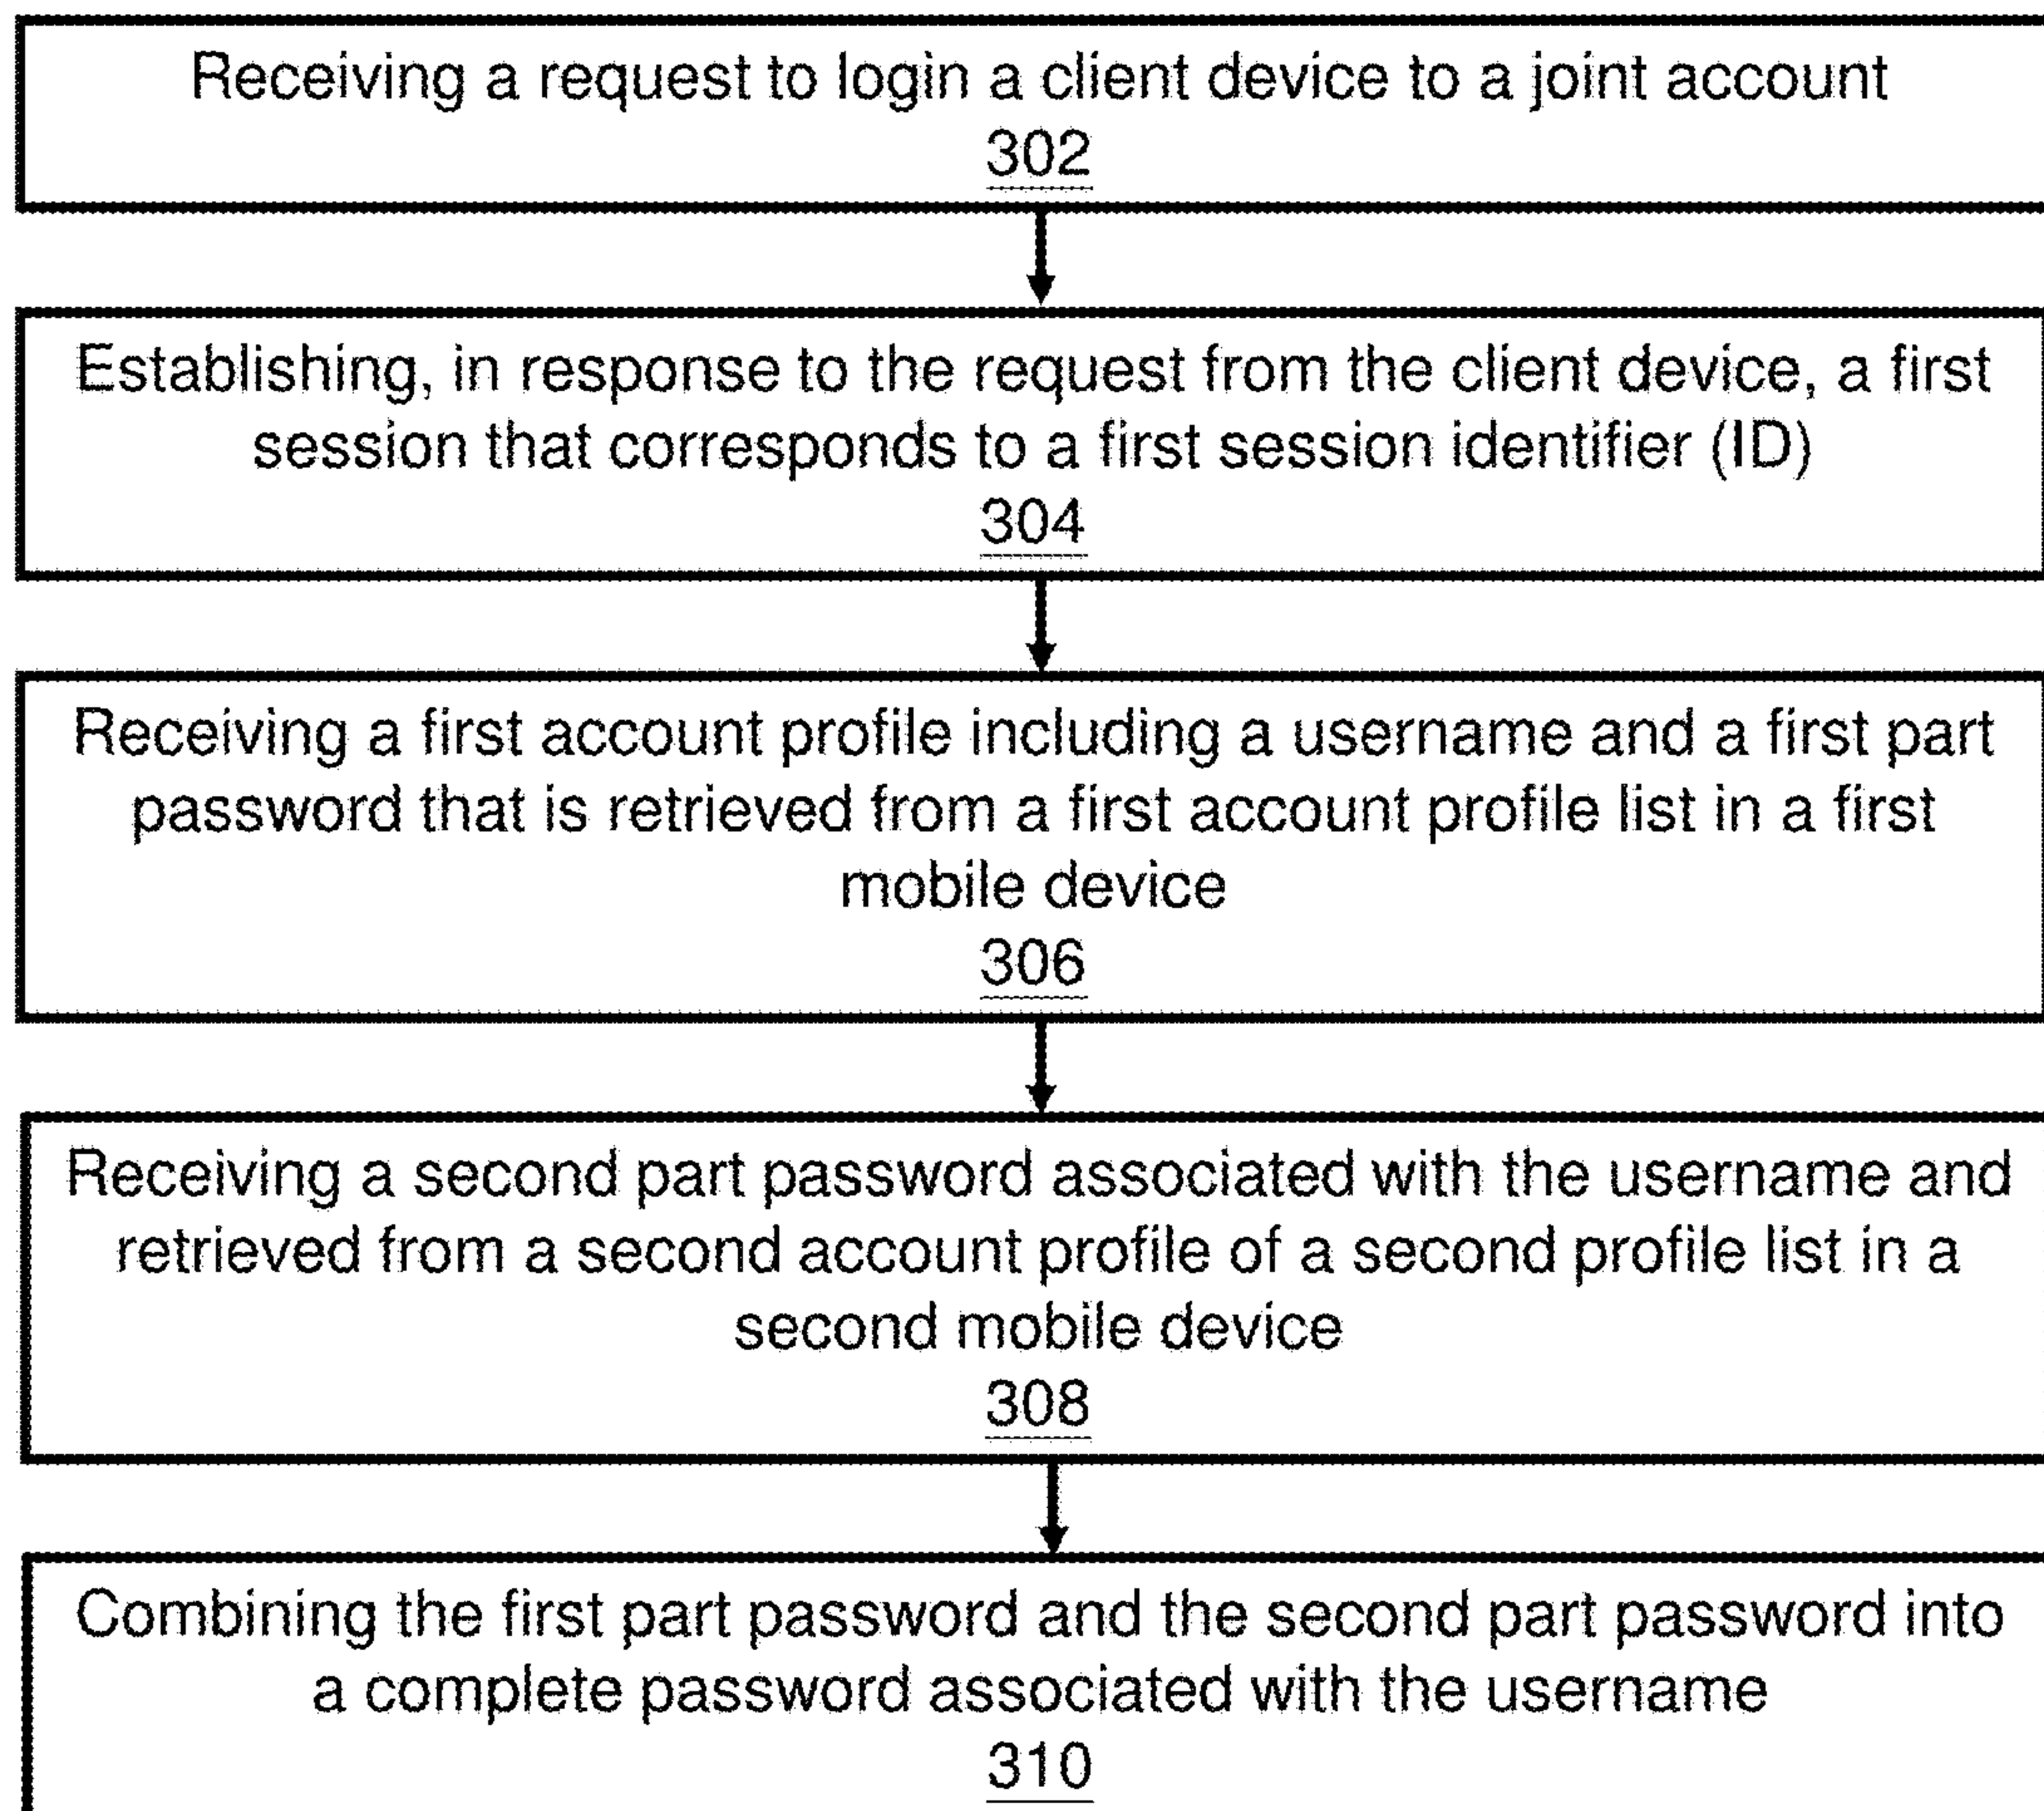 Receiving a request to login a client device to a joint account
302
Establishing, in response to the request from the client device, a first
session that corresponds to a first session identifier (ID)
304
Receiving a first account profile including a username and a first part
password that is retrieved from a first account profile list in a first
mobile device
306
Receiving a second part password associated with the username and
retrieved from a second account profile of a second profile list in a
second mobile device
308
Combining the first part password and the second part password into
a complete password associated with the username
310